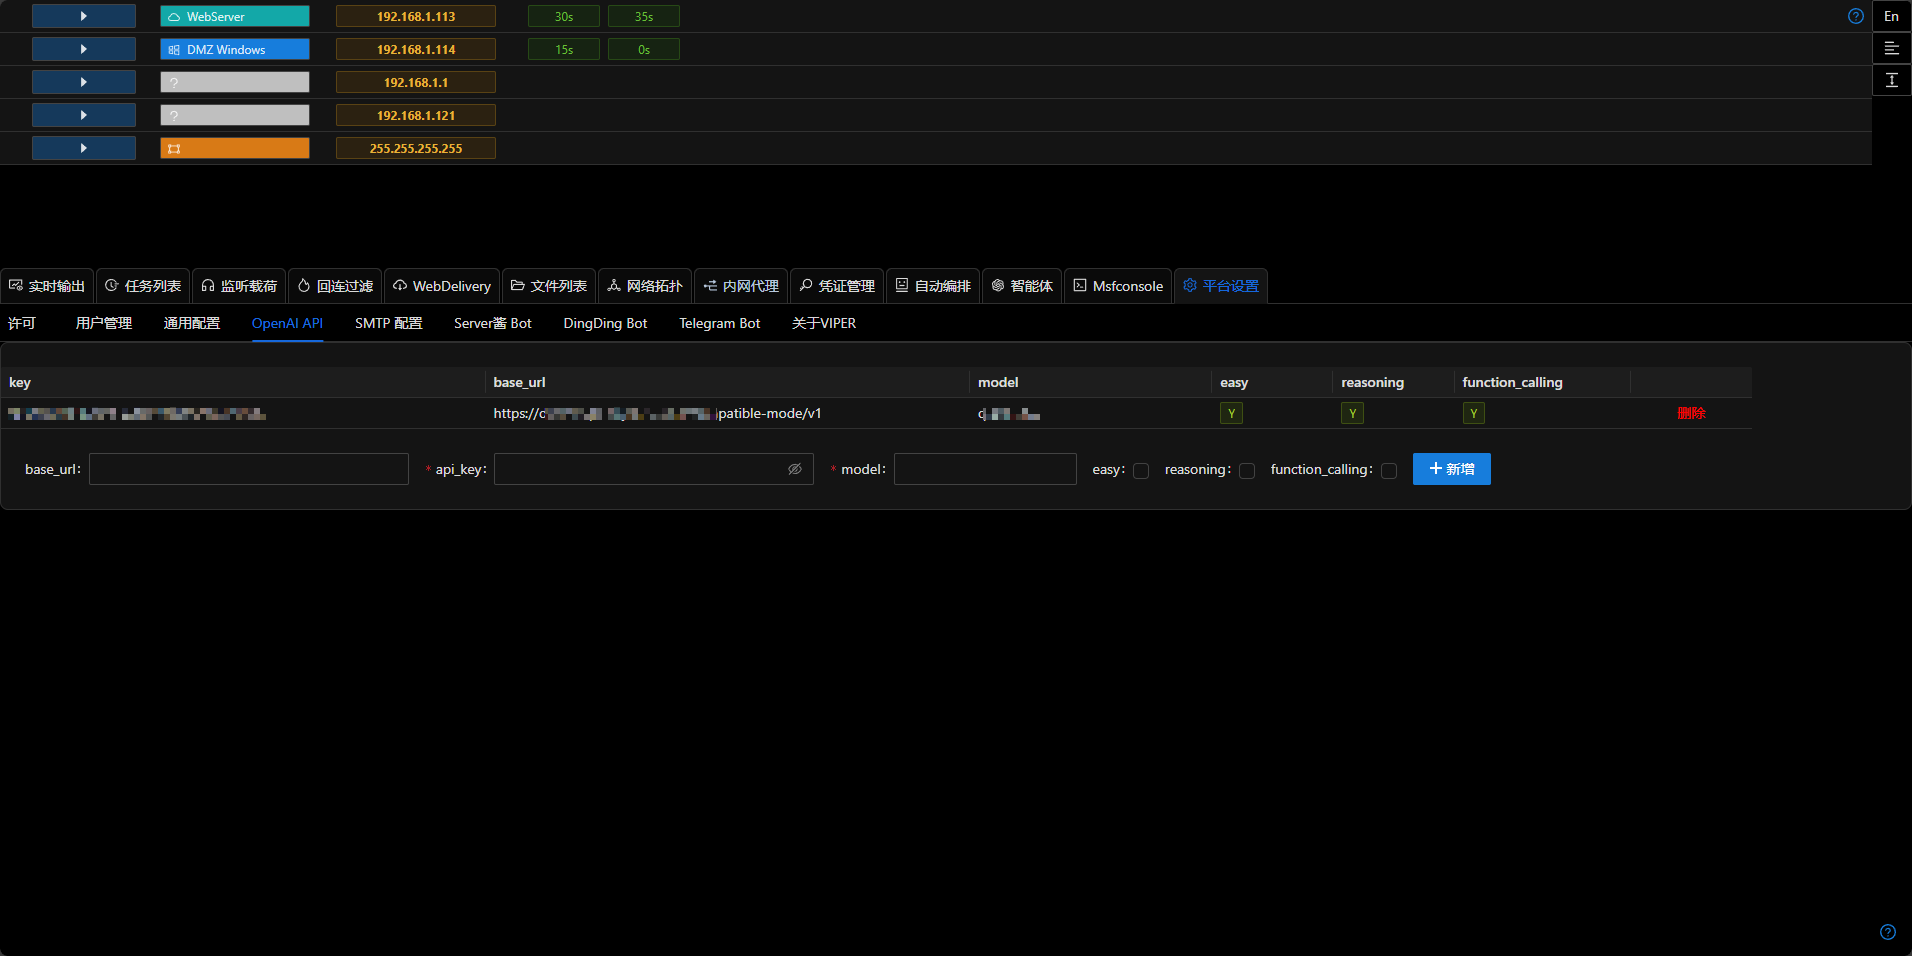 WebServer 192.168.1.113 30s 35s En
DMZ Windows 192.168.1.114 15s 0s
? 192.168.1.1
? 192.168.1.121
255.255.255.255
实时输出 任务列表 监听载荷 回连过滤 WebDelivery 文件列表 网络拓扑 内网代理 凭证管理 自动编排 智能体 Msfconsole 平台设置
许可 用户管理 通用配置 OpenAI API SMTP 配置 Server酱 Bot DingDing Bot Telegram Bot 关于VIPER
key base_url model easy reasoning function_calling
https:// patible-mode/v1 Y Y Y 删除
base_url: * api_key: * model: easy: reasoning: function_calling: + 新增